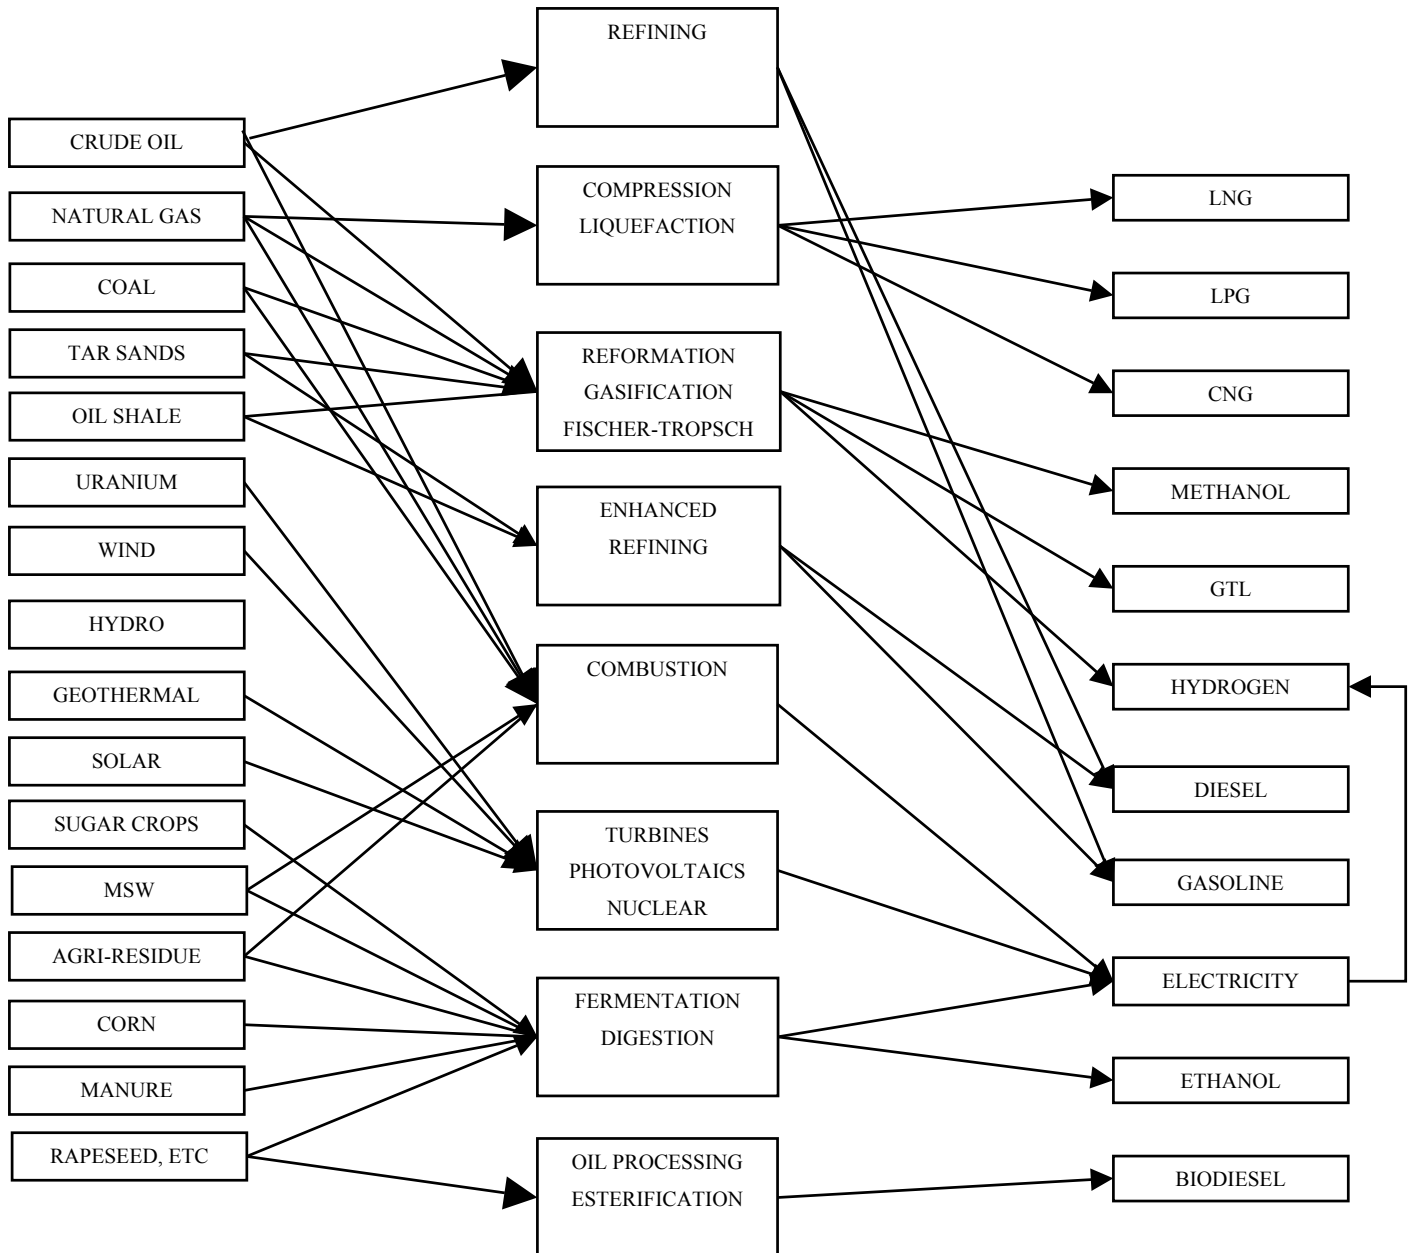 CRUDE OIL
NATURAL GAS
COAL
TAR SANDS
OIL SHALE
URANIUM
WIND
HYDRO
GEOTHERMAL
SOLAR
SUGAR CROPS
MSW
AGRI-RESIDUE
CORN
MANURE
RAPESEED, ETC
REFINING
COMPRESSION
LIQUEFACTION
REFORMATION
GASIFICATION
FISCHER-TROPSCH
ENHANCED
REFINING
COMBUSTION
TURBINES
PHOTOVOLTAICS
NUCLEAR
FERMENTATION
DIGESTION
OIL PROCESSING
ESTERIFICATION
LNG
LPG
CNG
METHANOL
GTL
HYDROGEN
DIESEL
GASOLINE
ELECTRICITY
ETHANOL
BIODIESEL